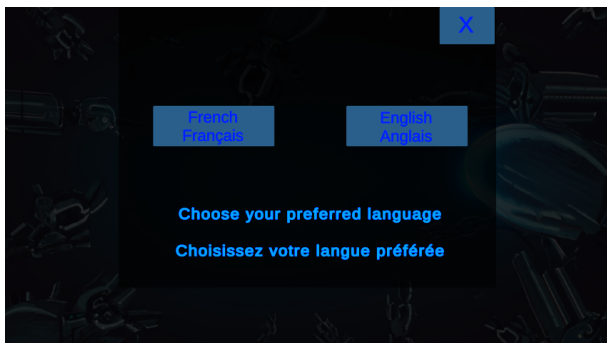 X
French
Français
English
Anglais
Choose your preferred language
Choisissez votre langue préférée